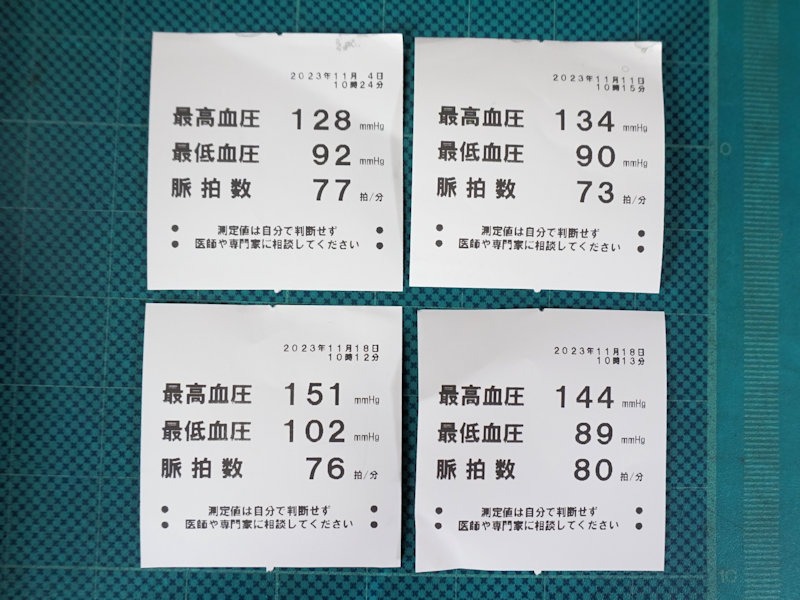 2023年11月 4日
10時24分
最高血圧 128 mmHg
最低血圧 92 mmHg
脈拍数 77 拍/分
● 測定値は自分で判断せず ●
● 医師や専門家に相談してください ●
2023年11月11日
10時15分
最高血圧 134 mmHg
最低血圧 90 mmHg
脈拍数 73 拍/分
● 測定値は自分で判断せず ●
● 医師や専門家に相談してください ●
2023年11月18日
10時12分
最高血圧 151 mmHg
最低血圧 102 mmHg
脈拍数 76 拍/分
● 測定値は自分で判断せず ●
● 医師や専門家に相談してください ●
2023年11月18日
10時13分
最高血圧 144 mmHg
最低血圧 89 mmHg
脈拍数 80 拍/分
● 測定値は自分で判断せず ●
● 医師や専門家に相談してください ●
0
10